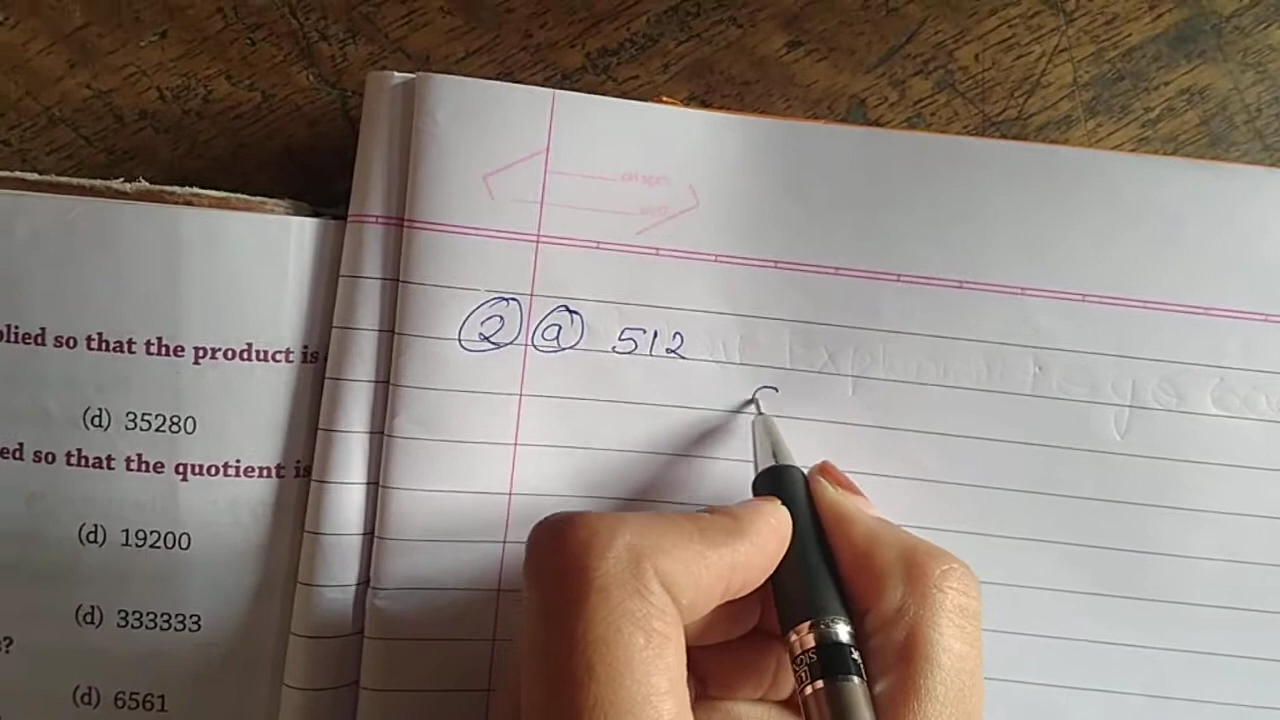 plied so that the product is
(d) 35280
ed so that the quotient is
(d) 19200
(d) 333333
?
(d) 6561
2 a 512